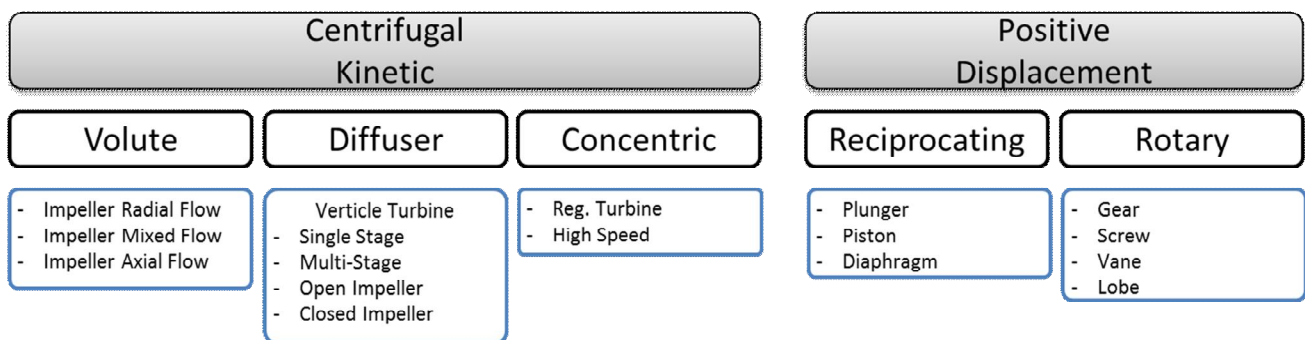 Centrifugal
Kinetic
Positive
Displacement
Volute
Diffuser
Concentric
Reciprocating
Rotary
- Impeller Radial Flow
- Impeller Mixed Flow
- Impeller Axial Flow
Verticle Turbine
- Single Stage
- Multi-Stage
- Open Impeller
- Closed Impeller
- Reg. Turbine
- High Speed
- Plunger
- Piston
- Diaphragm
- Gear
- Screw
- Vane
- Lobe